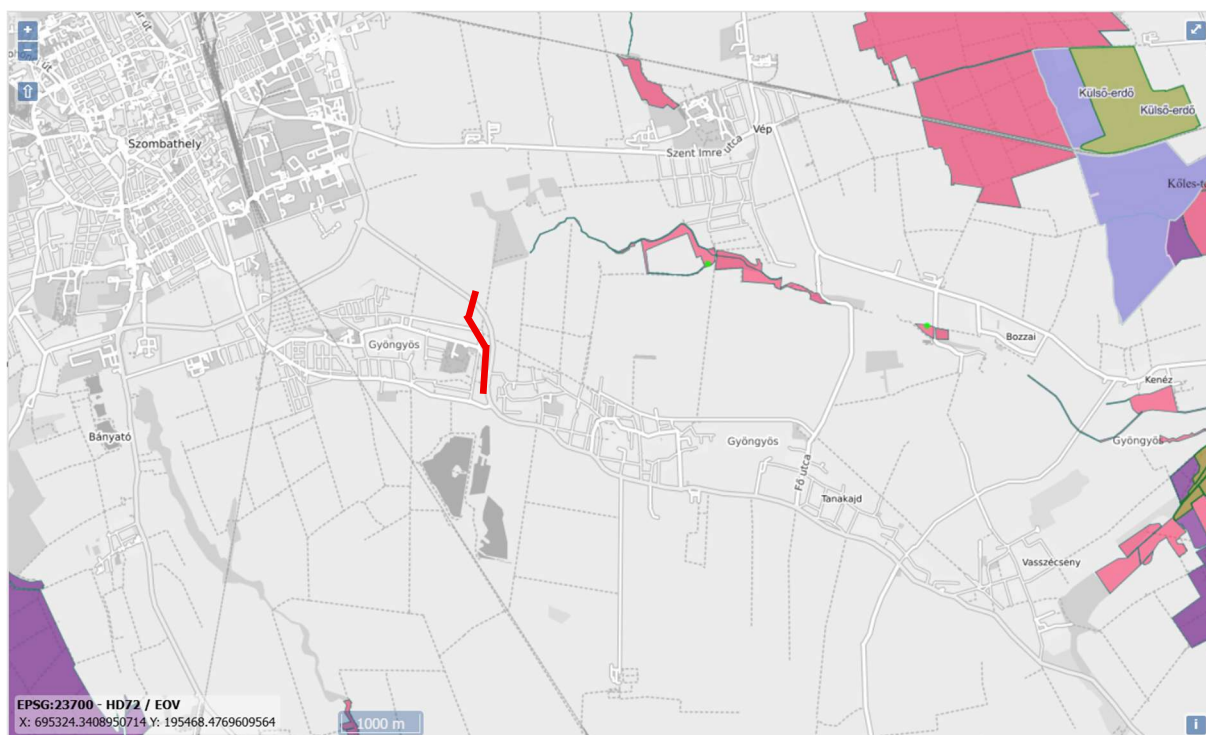 +
−
⇧
Szombathely
Vép
Szent Imre utca
Külső-erdő
Külső-erdő
Gyöngyös
Bozzai
Kenéz
Bányató
Gyöngyös
Gyöngyös
Fő utca
Tanakajd
Vasszécseny
EPSG:23700 - HD72 / EOV
X: 695324.3408950714 Y: 195468.4769609564
1000 m
i